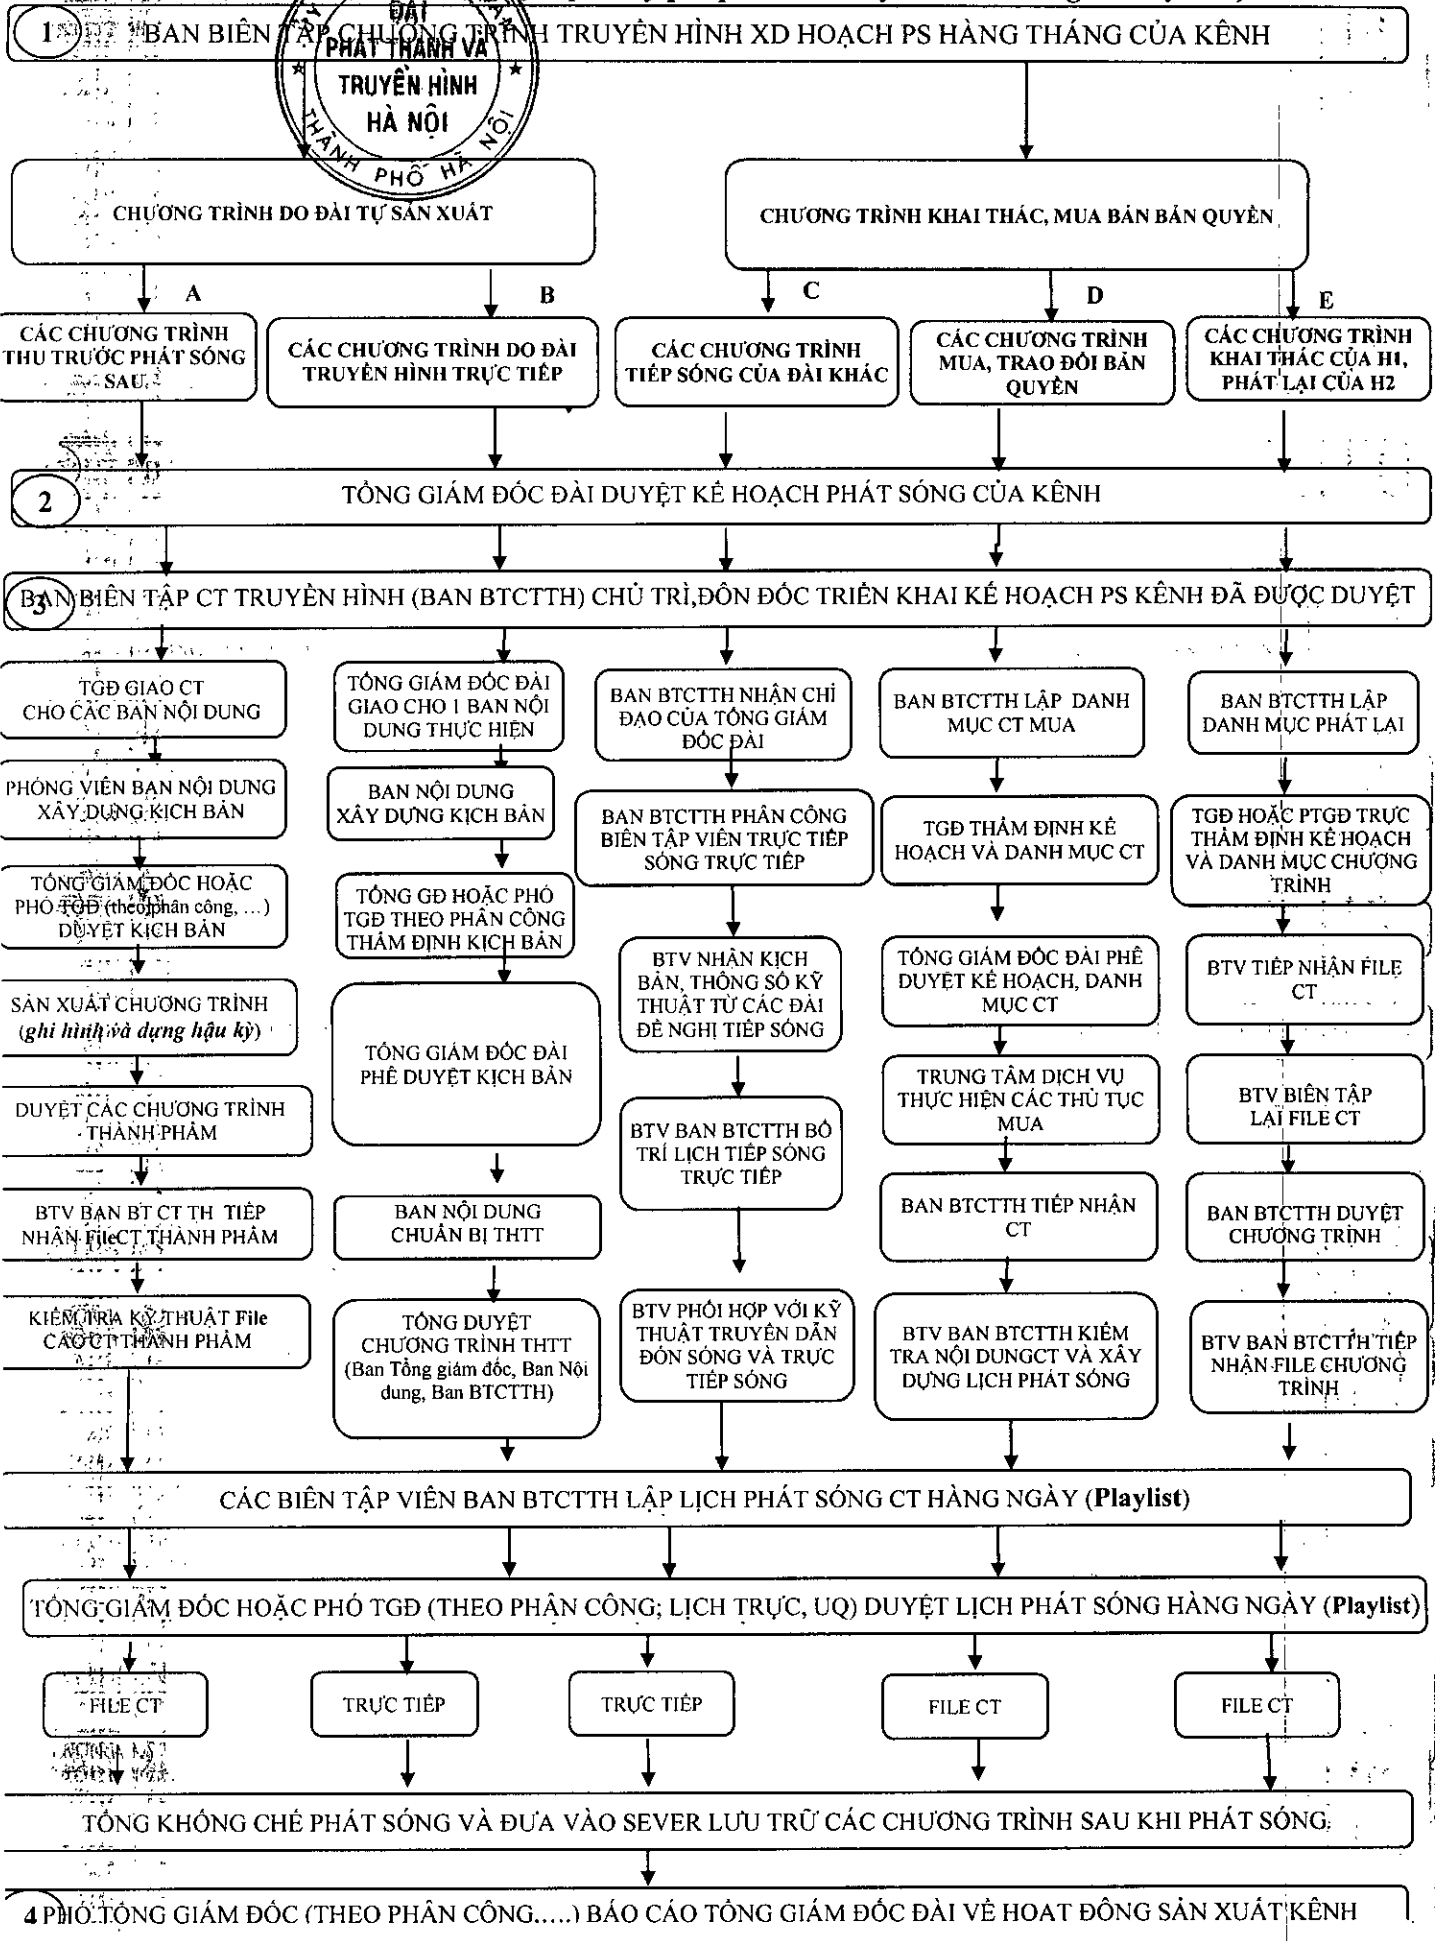 1
BAN BIÊN TẬP CHƯƠNG TRÌNH TRUYỀN HÌNH XD HOẠCH PS HÀNG THÁNG CỦA KÊNH
ĐÀI
PHÁT THANH VÀ
TRUYỀN HÌNH
HÀ NỘI
THÀNH PHỐ HÀ NỘI
CHƯƠNG TRÌNH DO ĐÀI TỰ SẢN XUẤT
CHƯƠNG TRÌNH KHAI THÁC, MUA BÁN BẢN QUYỀN
A
B
C
D
E
CÁC CHƯƠNG TRÌNH
THU TRƯỚC PHÁT SÓNG
SAU
CÁC CHƯƠNG TRÌNH DO ĐÀI
TRUYỀN HÌNH TRỰC TIẾP
CÁC CHƯƠNG TRÌNH
TIẾP SÓNG CỦA ĐÀI KHÁC
CÁC CHƯƠNG TRÌNH
MUA, TRAO ĐỔI BẢN
QUYỀN
CÁC CHƯƠNG TRÌNH
KHAI THÁC CỦA H1,
PHÁT LẠI CỦA H2
2
TỔNG GIÁM ĐỐC ĐÀI DUYỆT KẾ HOẠCH PHÁT SÓNG CỦA KÊNH
3
BAN BIÊN TẬP CT TRUYỀN HÌNH (BAN BTCTTH) CHỦ TRÌ,ĐÔN ĐỐC TRIỂN KHAI KẾ HOẠCH PS KÊNH ĐÃ ĐƯỢC DUYỆT
TGĐ GIAO CT
CHO CÁC BAN NỘI DUNG
PHÓNG VIÊN BAN NỘI DUNG
XÂY DỰNG KỊCH BẢN
TỔNG GIÁM ĐỐC HOẶC
PHÓ TGĐ (theo phân công, ...)
DUYỆT KỊCH BẢN
SẢN XUẤT CHƯƠNG TRÌNH
(ghi hình và dựng hậu kỳ)
DUYỆT CÁC CHƯƠNG TRÌNH
THÀNH PHẨM
BTV BAN BT CT TH TIẾP
NHẬN FileCT THÀNH PHẨM
KIỂM TRA KỸ THUẬT File
CÁC CT THÀNH PHẨM
TỔNG GIÁM ĐỐC ĐÀI
GIAO CHO 1 BAN NỘI
DUNG THỰC HIỆN
BAN NỘI DUNG
XÂY DỰNG KỊCH BẢN
TỔNG GĐ HOẶC PHÓ
TGĐ THEO PHÂN CÔNG
THẨM ĐỊNH KỊCH BẢN
TỔNG GIÁM ĐỐC ĐÀI
PHÊ DUYỆT KỊCH BẢN
BAN NỘI DUNG
CHUẨN BỊ THTT
TỔNG DUYỆT
CHƯƠNG TRÌNH THTT
(Ban Tổng giám đốc, Ban Nội
dung, Ban BTCTTH)
BAN BTCTTH NHẬN CHỈ
ĐẠO CỦA TỔNG GIÁM
ĐỐC ĐÀI
BAN BTCTTH PHÂN CÔNG
BIÊN TẬP VIÊN TRỰC TIẾP
SÓNG TRỰC TIẾP
BTV NHẬN KỊCH
BẢN, THÔNG SỐ KỸ
THUẬT TỪ CÁC ĐÀI
ĐỀ NGHỊ TIẾP SÓNG
BTV BAN BTCTTH BỐ
TRÍ LỊCH TIẾP SÓNG
TRỰC TIẾP
BTV PHỐI HỢP VỚI KỸ
THUẬT TRUYỀN DẪN
ĐÓN SÓNG VÀ TRỰC
TIẾP SÓNG
BAN BTCTTH LẬP DANH
MỤC CT MUA
TGĐ THẨM ĐỊNH KẾ
HOẠCH VÀ DANH MỤC CT
TỔNG GIÁM ĐỐC ĐÀI PHÊ
DUYỆT KẾ HOẠCH, DANH
MỤC CT
TRUNG TÂM DỊCH VỤ
THỰC HIỆN CÁC THỦ TỤC
MUA
BAN BTCTTH TIẾP NHẬN
CT
BTV BAN BTCTTH KIỂM
TRA NỘI DUNGCT VÀ XÂY
DỰNG LỊCH PHÁT SÓNG
BAN BTCTTH LẬP
DANH MỤC PHÁT LẠI
TGĐ HOẶC PTGĐ TRỰC
THẨM ĐỊNH KẾ HOẠCH
VÀ DANH MỤC CHƯƠNG
TRÌNH
BTV TIẾP NHẬN FILE
CT
BTV BIÊN TẬP
LẠI FILE CT
BAN BTCTTH DUYỆT
CHƯƠNG TRÌNH
BTV BAN BTCTTH TIẾP
NHẬN FILE CHƯƠNG
TRÌNH
CÁC BIÊN TẬP VIÊN BAN BTCTTH LẬP LỊCH PHÁT SÓNG CT HÀNG NGÀY (Playlist)
TỔNG GIÁM ĐỐC HOẶC PHÓ TGĐ (THEO PHÂN CÔNG; LỊCH TRỰC, UQ) DUYỆT LỊCH PHÁT SÓNG HÀNG NGÀY (Playlist)
FILE CT
TRỰC TIẾP
TRỰC TIẾP
FILE CT
FILE CT
TỔNG KHỐNG CHẾ PHÁT SÓNG VÀ ĐƯA VÀO SEVER LƯU TRỮ CÁC CHƯƠNG TRÌNH SAU KHI PHÁT SÓNG
4 PHÓ TỔNG GIÁM ĐỐC (THEO PHÂN CÔNG.....) BÁO CÁO TỔNG GIÁM ĐỐC ĐÀI VỀ HOẠT ĐỘNG SẢN XUẤT KÊNH